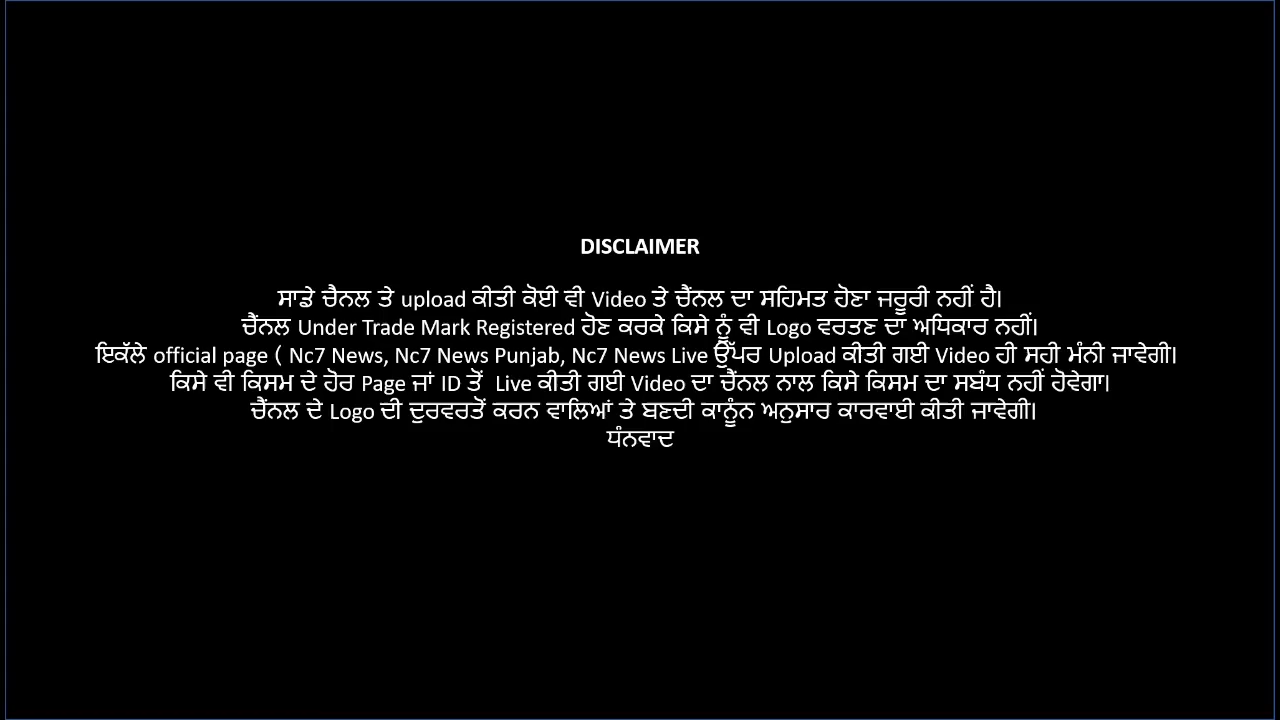 DISCLAIMER
ਸਾਡੇ ਚੈਨਲ ਤੇ upload ਕੀਤੀ ਕੋਈ ਵੀ Video ਤੇ ਚੈਂਨਲ ਦਾ ਸਹਿਮਤ ਹੋਣਾ ਜਰੂਰੀ ਨਹੀਂ ਹੈ।
ਚੈਂਨਲ Under Trade Mark Registered ਹੋਣ ਕਰਕੇ ਕਿਸੇ ਨੂੰ ਵੀ Logo ਵਰਤਣ ਦਾ ਅਧਿਕਾਰ ਨਹੀਂ।
ਇਕੱਲੇ official page ( Nc7 News, Nc7 News Punjab, Nc7 News Live ਉੱਪਰ Upload ਕੀਤੀ ਗਈ Video ਹੀ ਸਹੀ ਮੰਨੀ ਜਾਵੇਗੀ।
ਕਿਸੇ ਵੀ ਕਿਸਮ ਦੇ ਹੋਰ Page ਜਾਂ ID ਤੋਂ Live ਕੀਤੀ ਗਈ Video ਦਾ ਚੈਂਨਲ ਨਾਲ ਕਿਸੇ ਕਿਸਮ ਦਾ ਸਬੰਧ ਨਹੀਂ ਹੋਵੇਗਾ।
ਚੈਂਨਲ ਦੇ Logo ਦੀ ਦੁਰਵਰਤੋਂ ਕਰਨ ਵਾਲਿਆਂ ਤੇ ਬਣਦੀ ਕਾਨੂੰਨ ਅਨੁਸਾਰ ਕਾਰਵਾਈ ਕੀਤੀ ਜਾਵੇਗੀ।
ਧੰਨਵਾਦ